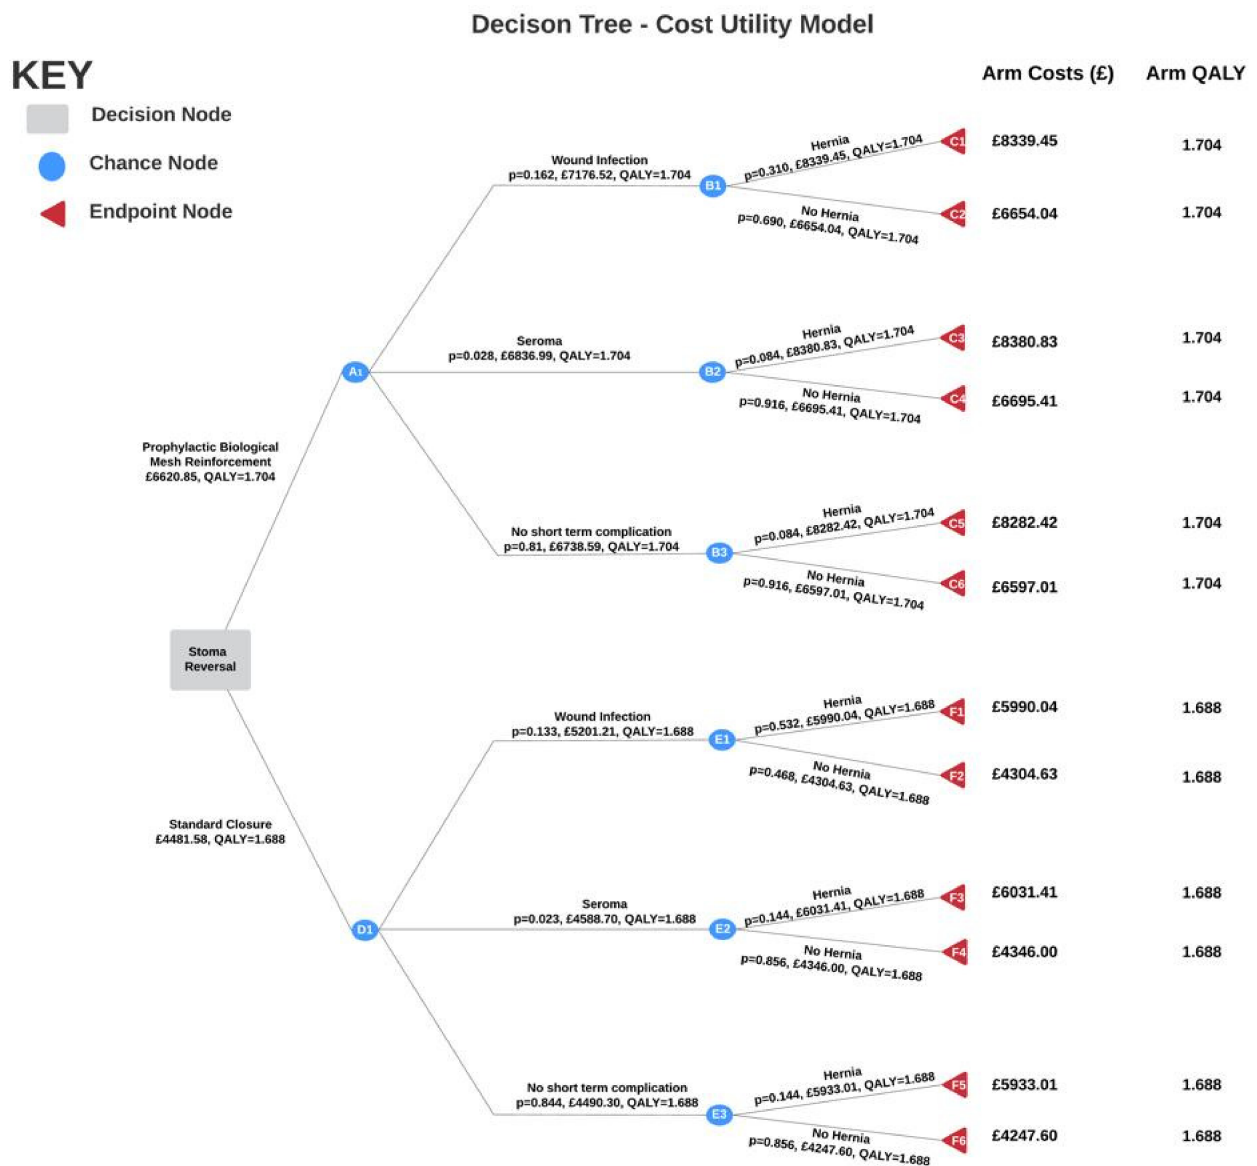 Decison Tree - Cost Utility Model
KEY
Decision Node
Chance Node
Endpoint Node
Arm Costs (£)
Arm QALY
Wound Infection
p=0.162, £7176.52, QALY=1.704
B1
Hernia
p=0.310, £8339.45, QALY=1.704
C1
£8339.45
1.704
No Hernia
p=0.690, £6654.04, QALY=1.704
C2
£6654.04
1.704
A1
Seroma
p=0.028, £6836.99, QALY=1.704
B2
Hernia
p=0.084, £8380.83, QALY=1.704
C3
£8380.83
1.704
No Hernia
p=0.916, £6695.41, QALY=1.704
C4
£6695.41
1.704
Prophylactic Biological
Mesh Reinforcement
£6620.85, QALY=1.704
No short term complication
p=0.81, £6738.59, QALY=1.704
B3
Hernia
p=0.084, £8282.42, QALY=1.704
C5
£8282.42
1.704
No Hernia
p=0.916, £6597.01, QALY=1.704
C6
£6597.01
1.704
Stoma
Reversal
Wound Infection
p=0.133, £5201.21, QALY=1.688
E1
Hernia
p=0.532, £5990.04, QALY=1.688
F1
£5990.04
1.688
No Hernia
p=0.468, £4304.63, QALY=1.688
F2
£4304.63
1.688
Standard Closure
£4481.58, QALY=1.688
D1
Seroma
p=0.023, £4588.70, QALY=1.688
E2
Hernia
p=0.144, £6031.41, QALY=1.688
F3
£6031.41
1.688
No Hernia
p=0.856, £4346.00, QALY=1.688
F4
£4346.00
1.688
No short term complication
p=0.844, £4490.30, QALY=1.688
E3
Hernia
p=0.144, £5933.01, QALY=1.688
F5
£5933.01
1.688
No Hernia
p=0.856, £4247.60, QALY=1.688
F6
£4247.60
1.688